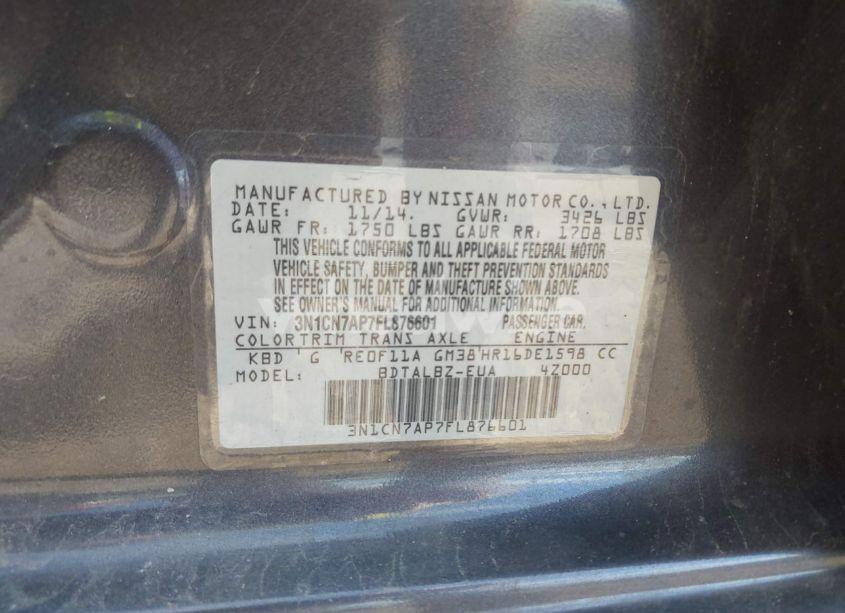 MANUFACTURED BY NISSAN MOTOR CO., LTD.
DATE: 11/14. GVWR: 3426 LBS
GAWR FR: 1750 LBS GAWR RR: 1708 LBS
THIS VEHICLE CONFORMS TO ALL APPLICABLE FEDERAL MOTOR
VEHICLE SAFETY, BUMPER AND THEFT PREVENTION STANDARDS
IN EFFECT ON THE DATE OF MANUFACTURE SHOWN ABOVE.
SEE OWNER'S MANUAL FOR ADDITIONAL INFORMATION.
VIN: 3N1CN7AP7FL876601 PASSENGER CAR.
COLOR TRIM TRANS AXLE ENGINE
KBD G RE0F11A GM38 HR16DE1598 CC
MODEL: BDTALBZ-EUA 4Z000
3N1CN7AP7FL876601